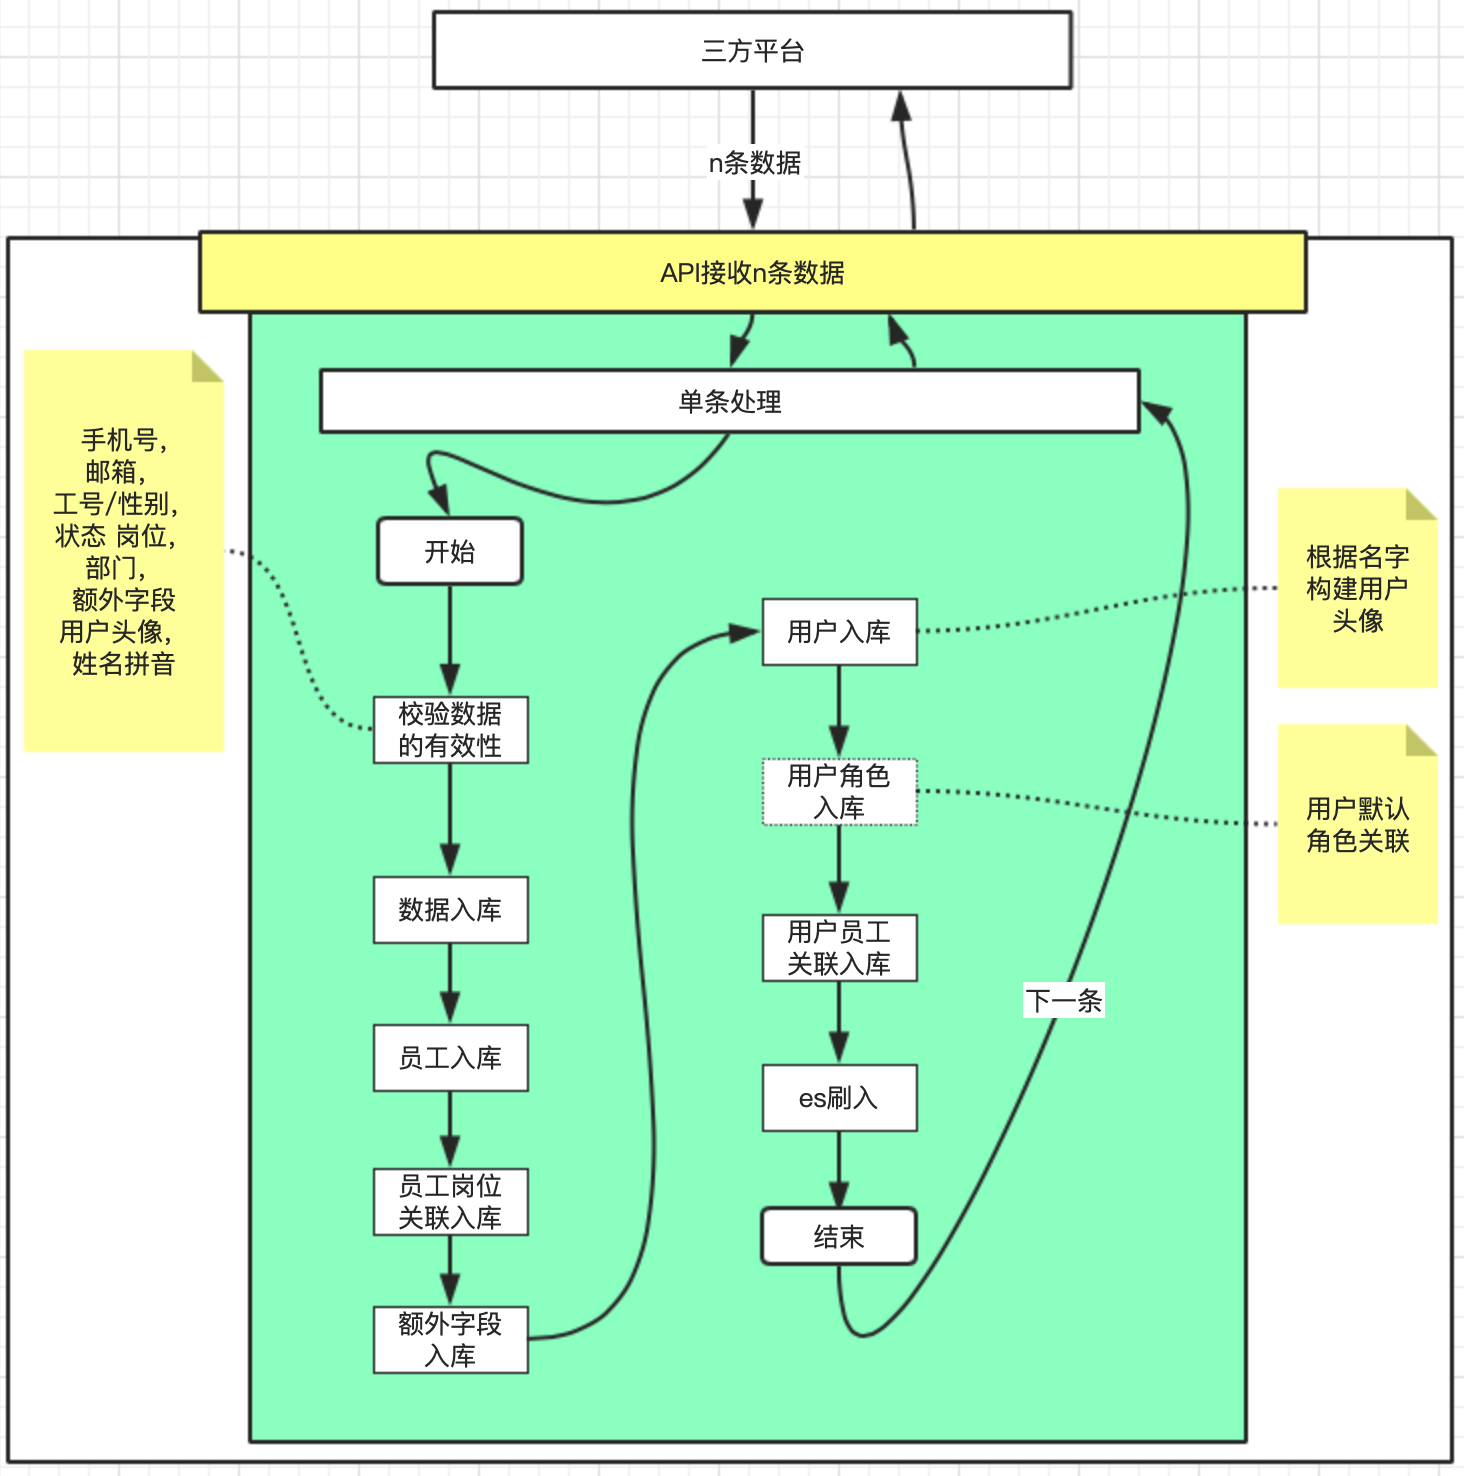 三方平台
n条数据
API接收n条数据
单条处理
手机号，
邮箱，
工号/性别，
状态 岗位，
部门，
额外字段
用户头像，
姓名拼音
开始
校验数据
的有效性
数据入库
员工入库
员工岗位
关联入库
额外字段
入库
用户入库
用户角色
入库
用户员工
关联入库
es刷入
结束
下一条
根据名字
构建用户
头像
用户默认
角色关联